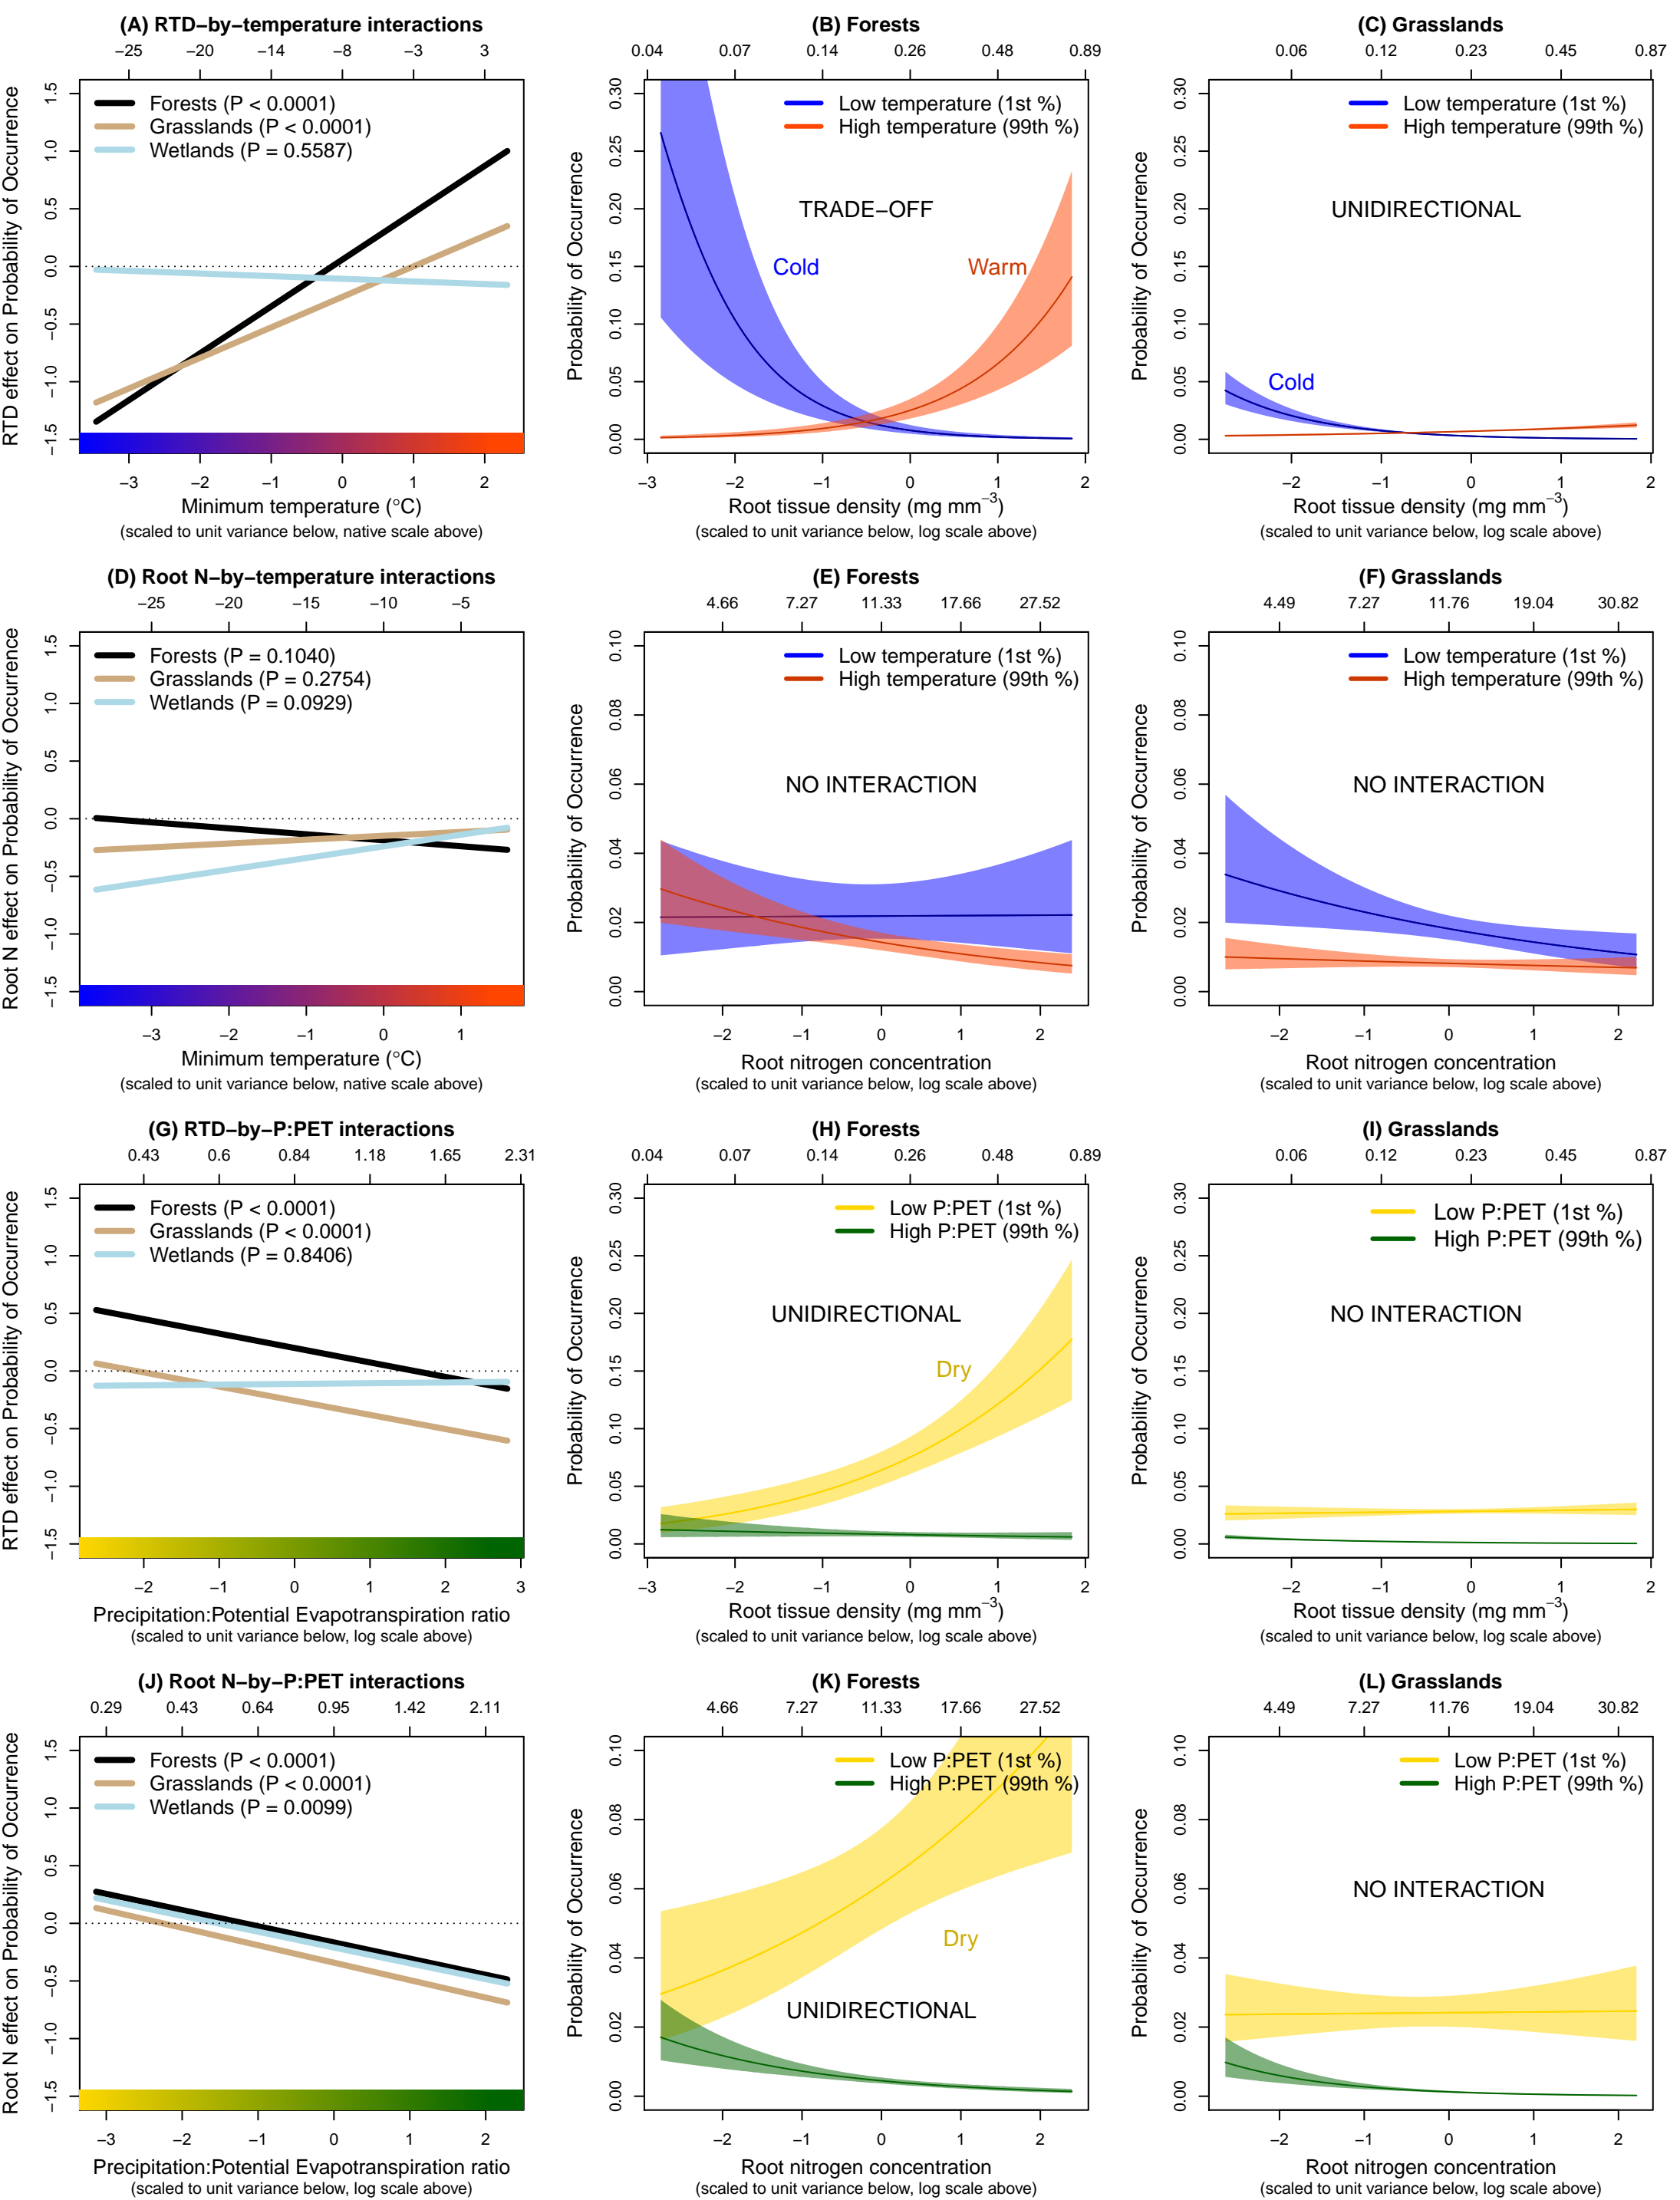 (A) RTD−by−temperature interactions
−25 −20 −14 −8 −3 3
RTD effect on Probability of Occurrence
1.5
1.0
0.5
0.0
−0.5
−1.0
−1.5
Forests (P < 0.0001)
Grasslands (P < 0.0001)
Wetlands (P = 0.5587)
−3 −2 −1 0 1 2
Minimum temperature (°C)
(scaled to unit variance below, native scale above)
(B) Forests
0.04 0.07 0.14 0.26 0.48 0.89
Probability of Occurrence
0.30
0.25
0.20
0.15
0.10
0.05
0.00
Low temperature (1st %)
High temperature (99th %)
TRADE−OFF
Cold
Warm
−3 −2 −1 0 1 2
Root tissue density (mg mm−3)
(scaled to unit variance below, log scale above)
(C) Grasslands
0.06 0.12 0.23 0.45 0.87
Probability of Occurrence
0.30
0.25
0.20
0.15
0.10
0.05
0.00
Low temperature (1st %)
High temperature (99th %)
UNIDIRECTIONAL
Cold
−2 −1 0 1 2
Root tissue density (mg mm−3)
(scaled to unit variance below, log scale above)
(D) Root N−by−temperature interactions
−25 −20 −15 −10 −5
Root N effect on Probability of Occurrence
1.5
1.0
0.5
0.0
−0.5
−1.0
−1.5
Forests (P = 0.1040)
Grasslands (P = 0.2754)
Wetlands (P = 0.0929)
−3 −2 −1 0 1
Minimum temperature (°C)
(scaled to unit variance below, native scale above)
(E) Forests
4.66 7.27 11.33 17.66 27.52
Probability of Occurrence
0.10
0.08
0.06
0.04
0.02
0.00
Low temperature (1st %)
High temperature (99th %)
NO INTERACTION
−2 −1 0 1 2
Root nitrogen concentration
(scaled to unit variance below, log scale above)
(F) Grasslands
4.49 7.27 11.76 19.04 30.82
Probability of Occurrence
0.10
0.08
0.06
0.04
0.02
0.00
Low temperature (1st %)
High temperature (99th %)
NO INTERACTION
−2 −1 0 1 2
Root nitrogen concentration
(scaled to unit variance below, log scale above)
(G) RTD−by−P:PET interactions
0.43 0.6 0.84 1.18 1.65 2.31
RTD effect on Probability of Occurrence
1.5
1.0
0.5
0.0
−0.5
−1.0
−1.5
Forests (P < 0.0001)
Grasslands (P < 0.0001)
Wetlands (P = 0.8406)
−2 −1 0 1 2 3
Precipitation:Potential Evapotranspiration ratio
(scaled to unit variance below, log scale above)
(H) Forests
0.04 0.07 0.14 0.26 0.48 0.89
Probability of Occurrence
0.30
0.25
0.20
0.15
0.10
0.05
0.00
Low P:PET (1st %)
High P:PET (99th %)
UNIDIRECTIONAL
Dry
−3 −2 −1 0 1 2
Root tissue density (mg mm−3)
(scaled to unit variance below, log scale above)
(I) Grasslands
0.06 0.12 0.23 0.45 0.87
Probability of Occurrence
0.30
0.25
0.20
0.15
0.10
0.05
0.00
Low P:PET (1st %)
High P:PET (99th %)
NO INTERACTION
−2 −1 0 1 2
Root tissue density (mg mm−3)
(scaled to unit variance below, log scale above)
(J) Root N−by−P:PET interactions
0.29 0.43 0.64 0.95 1.42 2.11
Root N effect on Probability of Occurrence
1.5
1.0
0.5
0.0
−0.5
−1.0
−1.5
Forests (P < 0.0001)
Grasslands (P < 0.0001)
Wetlands (P = 0.0099)
−3 −2 −1 0 1 2
Precipitation:Potential Evapotranspiration ratio
(scaled to unit variance below, log scale above)
(K) Forests
4.66 7.27 11.33 17.66 27.52
Probability of Occurrence
0.10
0.08
0.06
0.04
0.02
0.00
Low P:PET (1st %)
High P:PET (99th %)
Dry
UNIDIRECTIONAL
−2 −1 0 1 2
Root nitrogen concentration
(scaled to unit variance below, log scale above)
(L) Grasslands
4.49 7.27 11.76 19.04 30.82
Probability of Occurrence
0.10
0.08
0.06
0.04
0.02
0.00
Low P:PET (1st %)
High P:PET (99th %)
NO INTERACTION
−2 −1 0 1 2
Root nitrogen concentration
(scaled to unit variance below, log scale above)